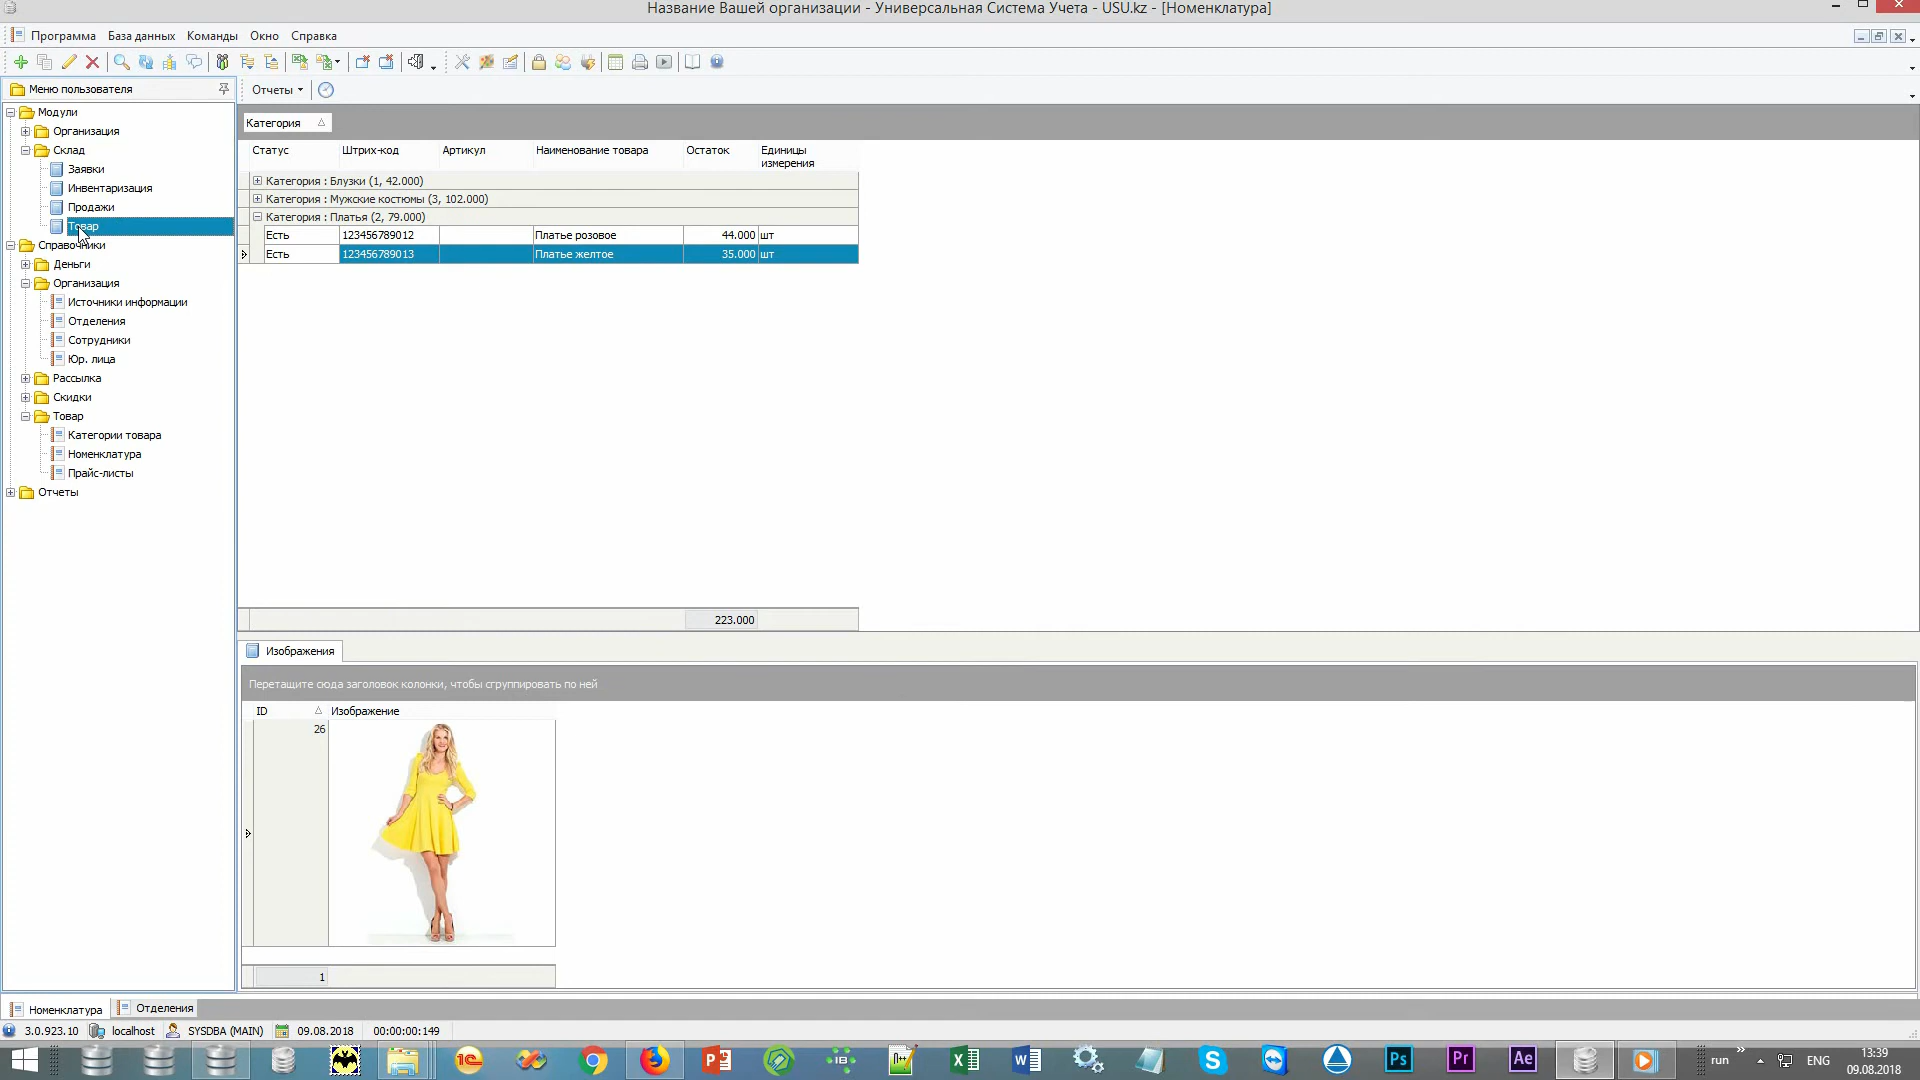 Название Вашей организации - Универсальная Система Учета - USU.kz - [Номенклатура]
Программа База данных Команды Окно Справка
Меню пользователя
Отчеты
Модули
Организация
Склад
Заявки
Инвентаризация
Продажи
Товар
Справочники
Деньги
Организация
Источники информации
Отделения
Сотрудники
Юр. лица
Рассылка
Скидки
Товар
Категории товара
Номенклатура
Прайс-листы
Отчеты
Категория
Статус Штрих-код Артикул Наименование товара Остаток Единицы измерения
Категория : Блузки (1, 42.000)
Категория : Мужские костюмы (3, 102.000)
Категория : Платья (2, 79.000)
Есть 123456789012 Платье розовое 44.000 шт
Есть 123456789013 Платье желтое 35.000 шт
223.000
Изображения
Перетащите сюда заголовок колонки, чтобы сгруппировать по ней
ID Изображение
26
1
Номенклатура Отделения
3.0.923.10 localhost SYSDBA (MAIN) 09.08.2018 00:00:00:149
run ENG 13:39
09.08.2018